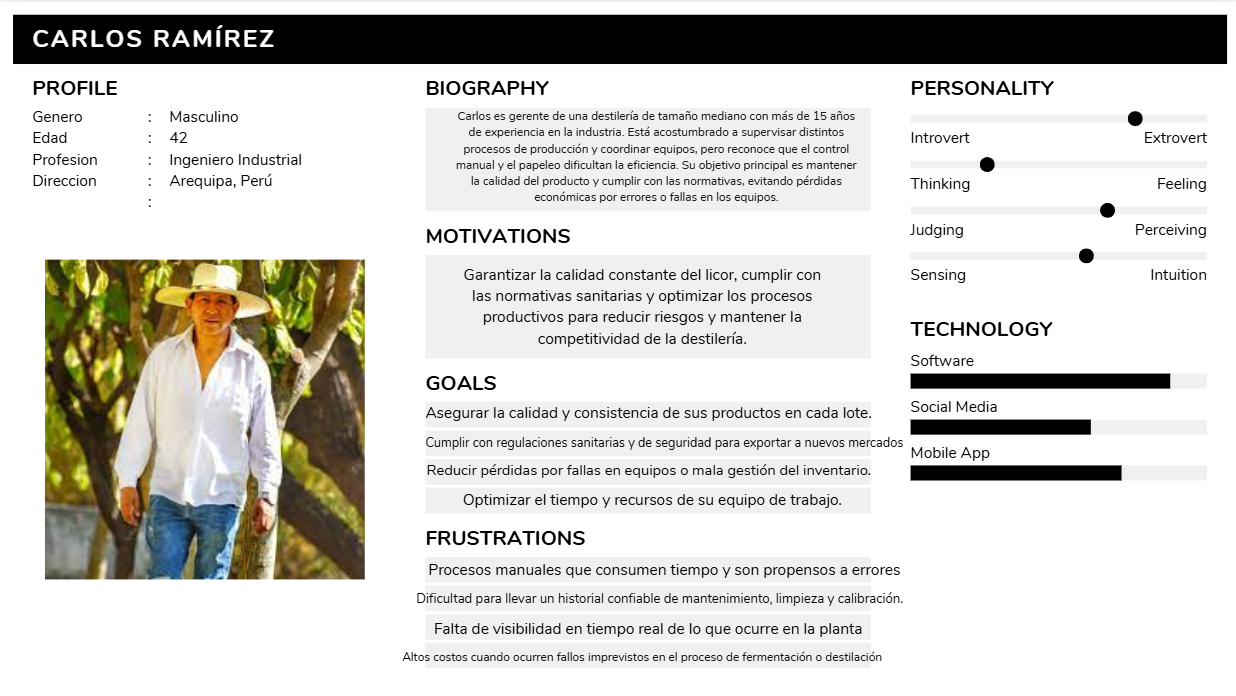 CARLOS RAMÍREZ
PROFILE
Genero : Masculino
Edad : 42
Profesion : Ingeniero Industrial
Direccion : Arequipa, Perú
:
BIOGRAPHY
Carlos es gerente de una destilería de tamaño mediano con más de 15 años
de experiencia en la industria. Está acostumbrado a supervisar distintos
procesos de producción y coordinar equipos, pero reconoce que el control
manual y el papeleo dificultan la eficiencia. Su objetivo principal es mantener
la calidad del producto y cumplir con las normativas, evitando pérdidas
económicas por errores o fallas en los equipos.
MOTIVATIONS
Garantizar la calidad constante del licor, cumplir con
las normativas sanitarias y optimizar los procesos
productivos para reducir riesgos y mantener la
competitividad de la destilería.
GOALS
Asegurar la calidad y consistencia de sus productos en cada lote.
Cumplir con regulaciones sanitarias y de seguridad para exportar a nuevos mercados
Reducir pérdidas por fallas en equipos o mala gestión del inventario.
Optimizar el tiempo y recursos de su equipo de trabajo.
FRUSTRATIONS
Procesos manuales que consumen tiempo y son propensos a errores
Dificultad para llevar un historial confiable de mantenimiento, limpieza y calibración.
Falta de visibilidad en tiempo real de lo que ocurre en la planta
Altos costos cuando ocurren fallos imprevistos en el proceso de fermentación o destilación
PERSONALITY
Introvert Extrovert
Thinking Feeling
Judging Perceiving
Sensing Intuition
TECHNOLOGY
Software
Social Media
Mobile App